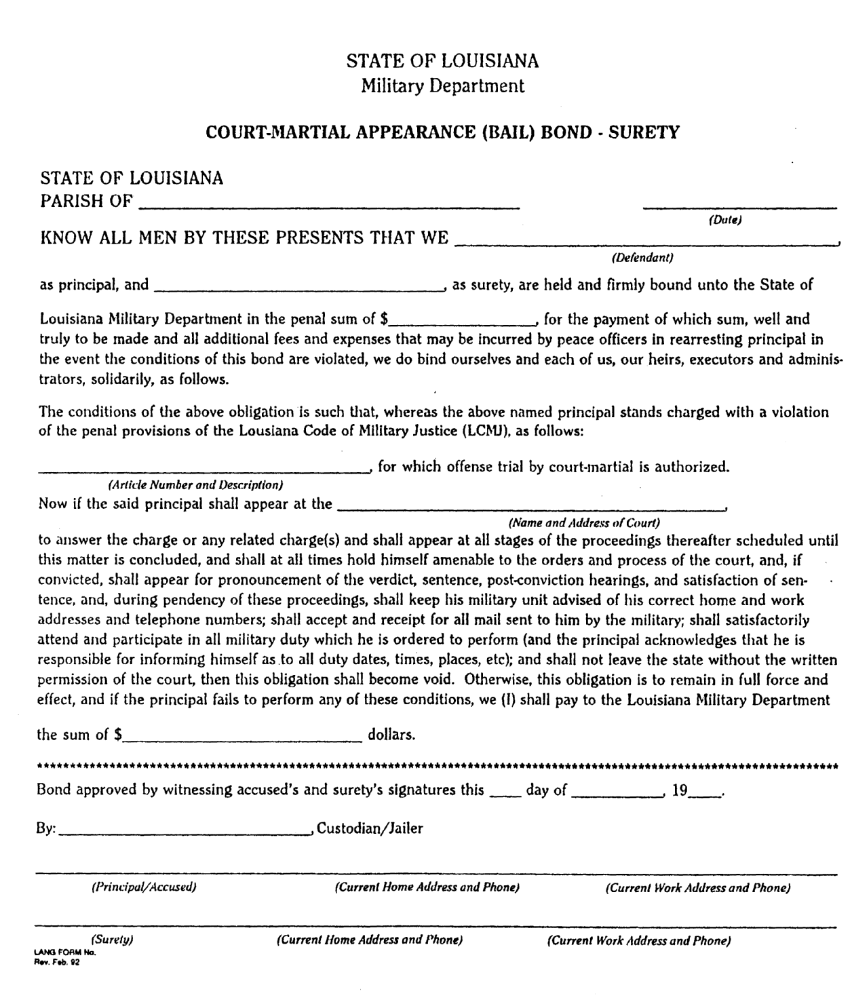 STATE OF LOUISIANA
Military Department
COURT-MARTIAL APPEARANCE (BAIL) BOND - SURETY
STATE OF LOUISIANA
PARISH OF
(Date)
KNOW ALL MEN BY THESE PRESENTS THAT WE ,
(Defendant)
as principal, and , as surety, are held and firmly bound unto the State of
Louisiana Military Department in the penal sum of $ , for the payment of which sum, well and
truly to be made and all additional fees and expenses that may be incurred by peace officers in rearresting principal in
the event the conditions of this bond are violated, we do bind ourselves and each of us, our heirs, executors and adminis-
trators, solidarily, as follows.
The conditions of the above obligation is such that, whereas the above named principal stands charged with a violation
of the penal provisions of the Lousiana Code of Military Justice (LCMJ), as follows:
, for which offense trial by court-martial is authorized.
(Article Number and Description)
Now if the said principal shall appear at the ,
(Name and Address of Court)
to answer the charge or any related charge(s) and shall appear at all stages of the proceedings thereafter scheduled until
this matter is concluded, and shall at all times hold himself amenable to the orders and process of the court, and, if
convicted, shall appear for pronouncement of the verdict, sentence, post-conviction hearings, and satisfaction of sen-
tence, and, during pendency of these proceedings, shall keep his military unit advised of his correct home and work
addresses and telephone numbers; shall accept and receipt for all mail sent to him by the military; shall satisfactorily
attend and participate in all military duty which he is ordered to perform (and the principal acknowledges that he is
responsible for informing himself as to all duty dates, times, places, etc); and shall not leave the state without the written
permission of the court, then this obligation shall become void. Otherwise, this obligation is to remain in full force and
effect, and if the principal fails to perform any of these conditions, we (I) shall pay to the Louisiana Military Department
the sum of $ dollars.
Bond approved by witnessing accused's and surety's signatures this ____ day of ____________, 19____.
By: , Custodian/Jailer
(Principal/Accused) (Current Home Address and Phone) (Current Work Address and Phone)
(Surety) (Current Home Address and Phone) (Current Work Address and Phone)
LANG FORM No.
Rev. Feb. 92